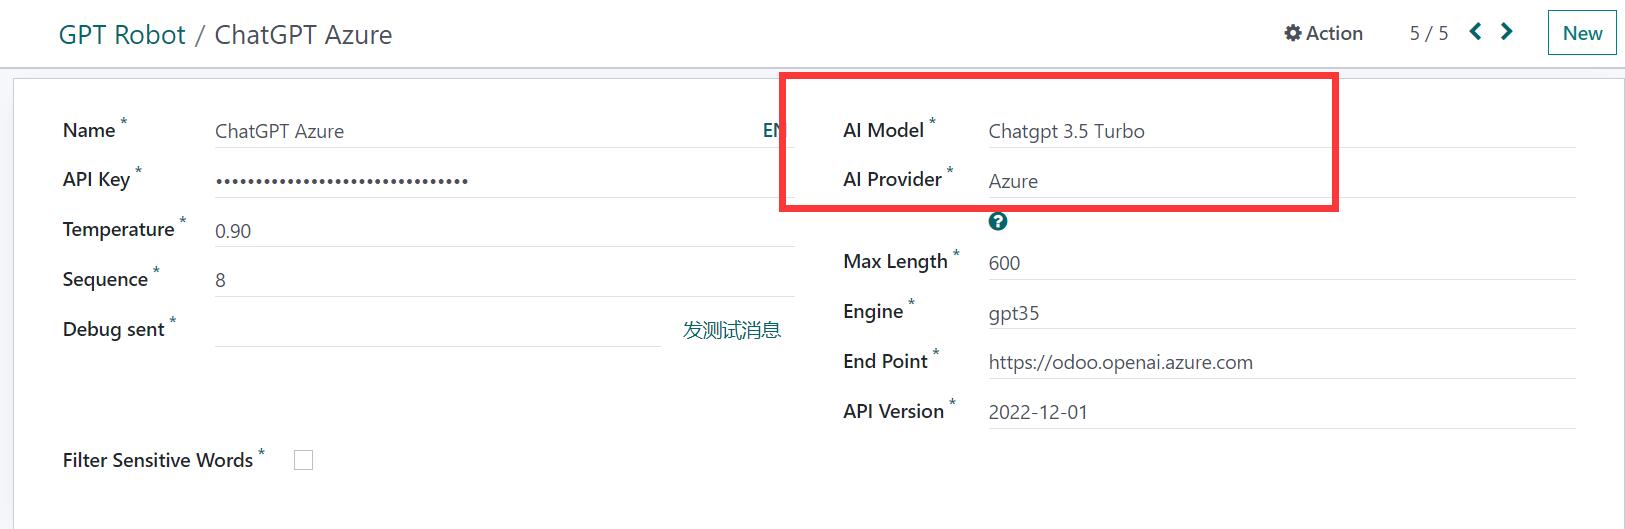 GPT Robot / ChatGPT Azure
Action
5 / 5
New
Name *
ChatGPT Azure
EN
AI Model *
Chatgpt 3.5 Turbo
API Key *
••••••••••••••••••••••••••••••••
AI Provider *
Azure
?
Temperature *
0.90
Max Length *
600
Sequence *
8
Engine *
gpt35
Debug sent *
发测试消息
End Point *
https://odoo.openai.azure.com
API Version *
2022-12-01
Filter Sensitive Words *